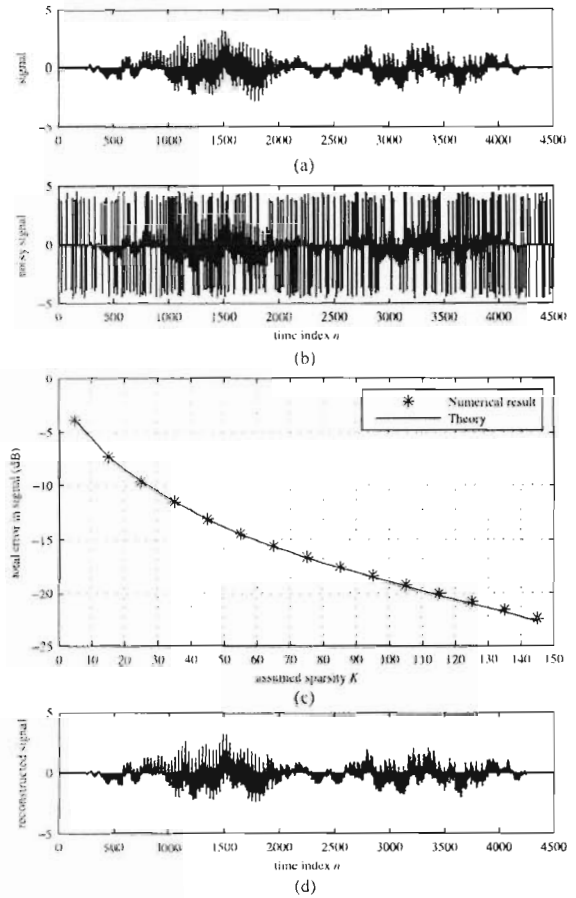 signal
5
0
−5
0 500 1000 1500 2000 2500 3000 3500 4000 4500
(a)
noisy signal
5
0
−5
0 500 1000 1500 2000 2500 3000 3500 4000 4500
time index n
(b)
total error in signal (dB)
0
−5
−10
−15
−20
−25
Numerical result
Theory
0 10 20 30 40 50 60 70 80 90 100 110 120 130 140 150
assumed sparsity K
(c)
reconstructed signal
5
0
−5
0 500 1000 1500 2000 2500 3000 3500 4000 4500
time index n
(d)